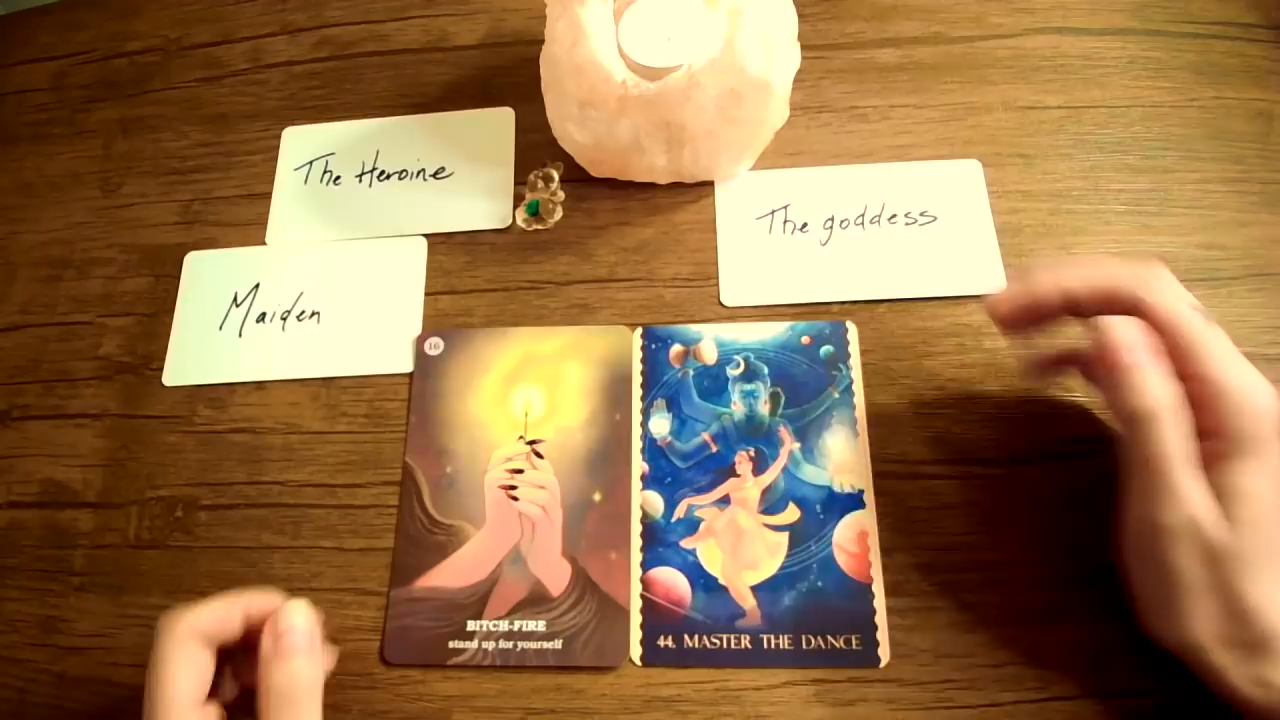 The Heroine
The goddess
Maiden
16
BITCH-FIRE
stand up for yourself
44. MASTER THE DANCE